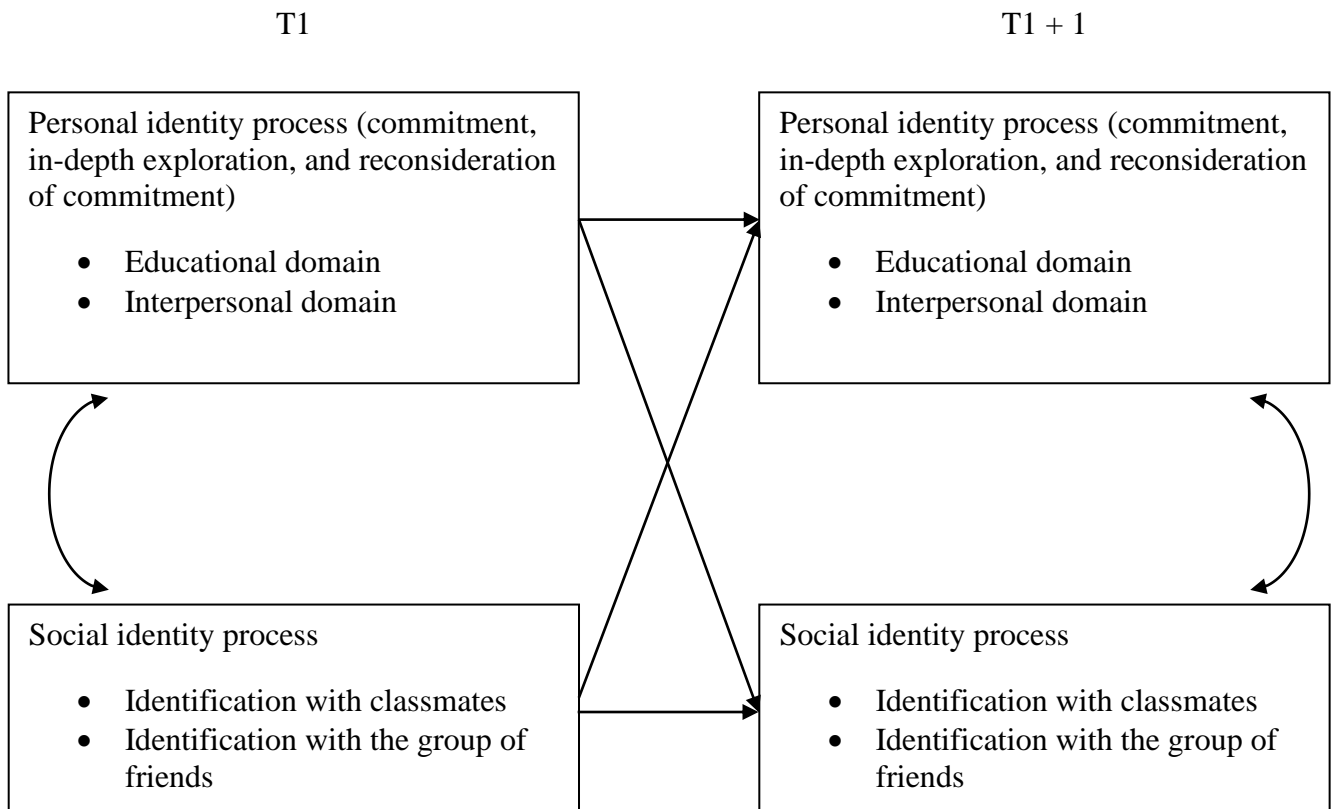 T1
T1 + 1
Personal identity process (commitment,
in-depth exploration, and reconsideration
of commitment)
• Educational domain
• Interpersonal domain
Personal identity process (commitment,
in-depth exploration, and reconsideration
of commitment)
• Educational domain
• Interpersonal domain
Social identity process
• Identification with classmates
• Identification with the group of
friends
Social identity process
• Identification with classmates
• Identification with the group of
friends